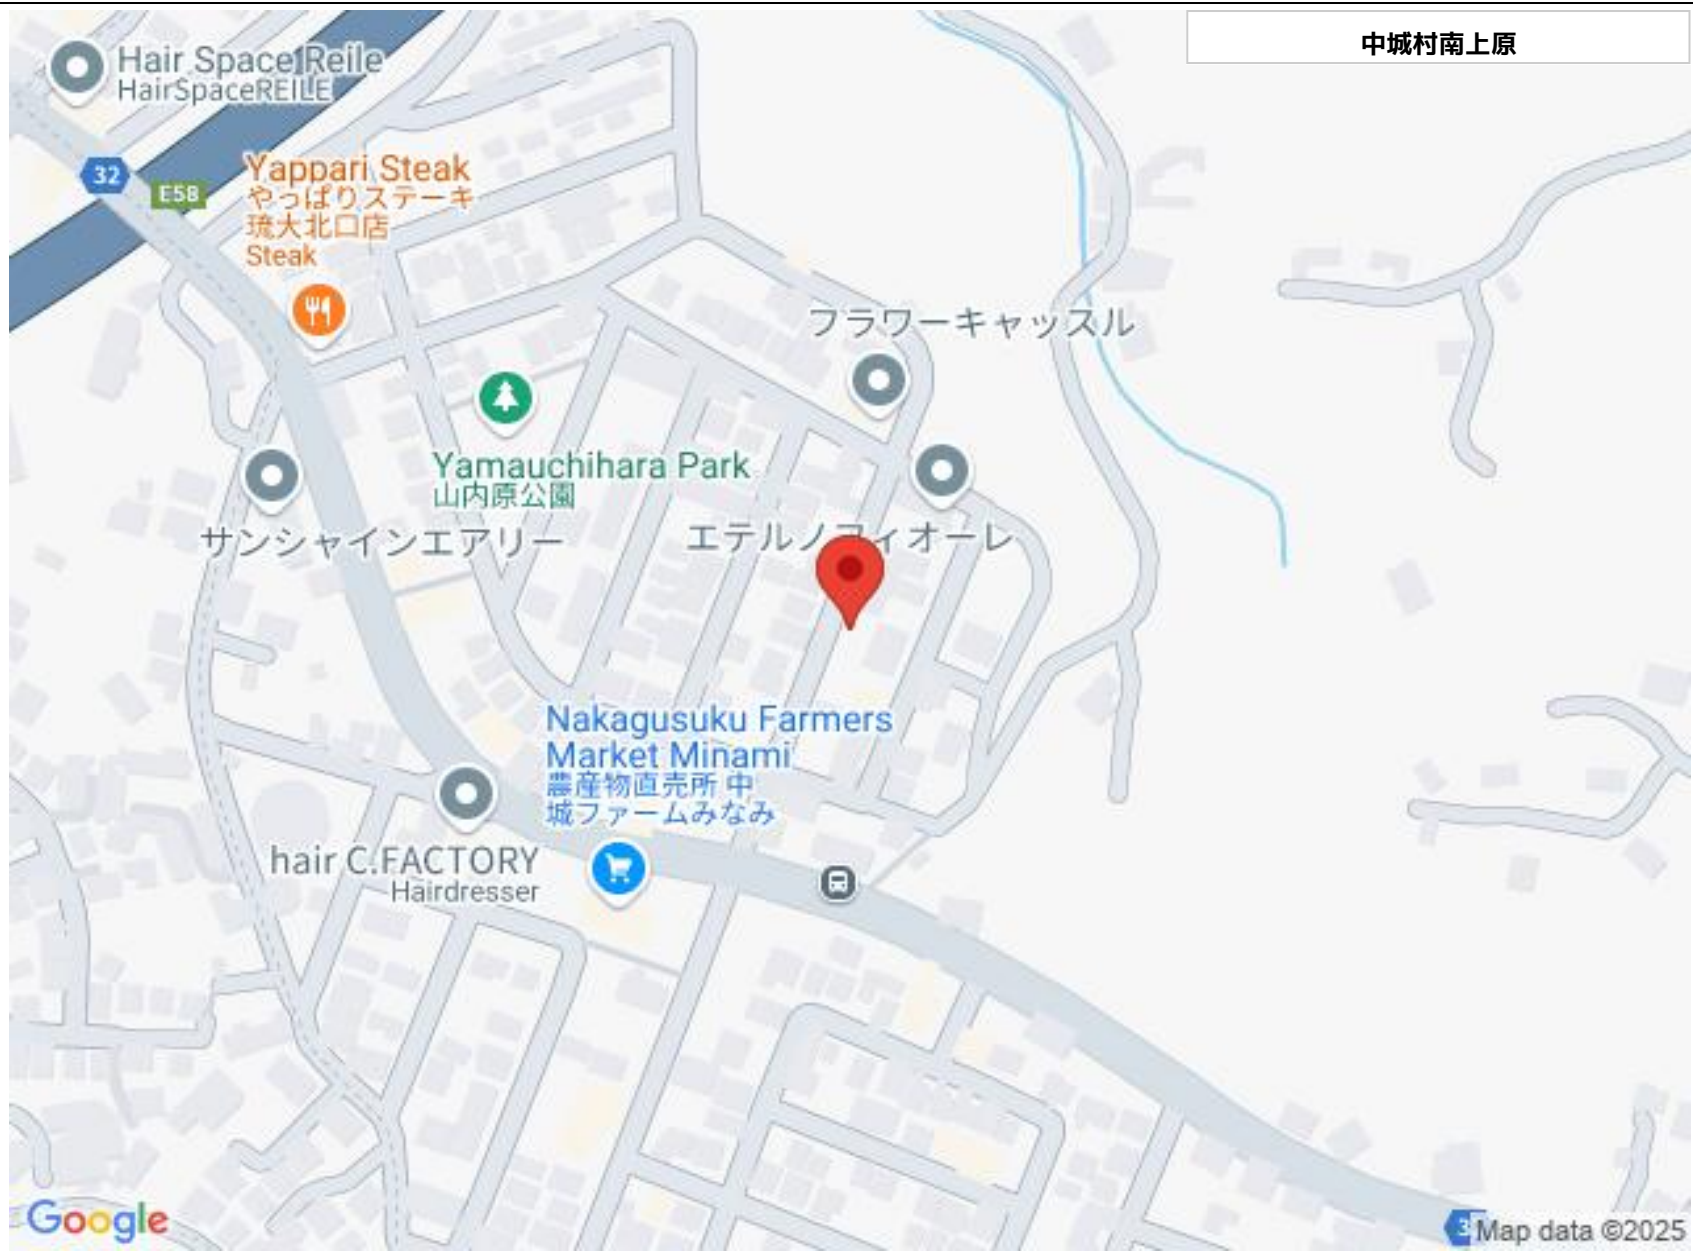 中城村南上原
Hair Space Reile
HairSpaceREILE
32
E58
Yappari Steak
やっぱりステーキ
琉大北口店
Steak
フラワーキャッスル
Yamauchihara Park
山内原公園
サンシャインエアリー
エテルノフィオーレ
Nakagusuku Farmers
Market Minami
農産物直売所 中
城ファームみなみ
hair C.FACTORY
Hairdresser
Google
Map data ©2025